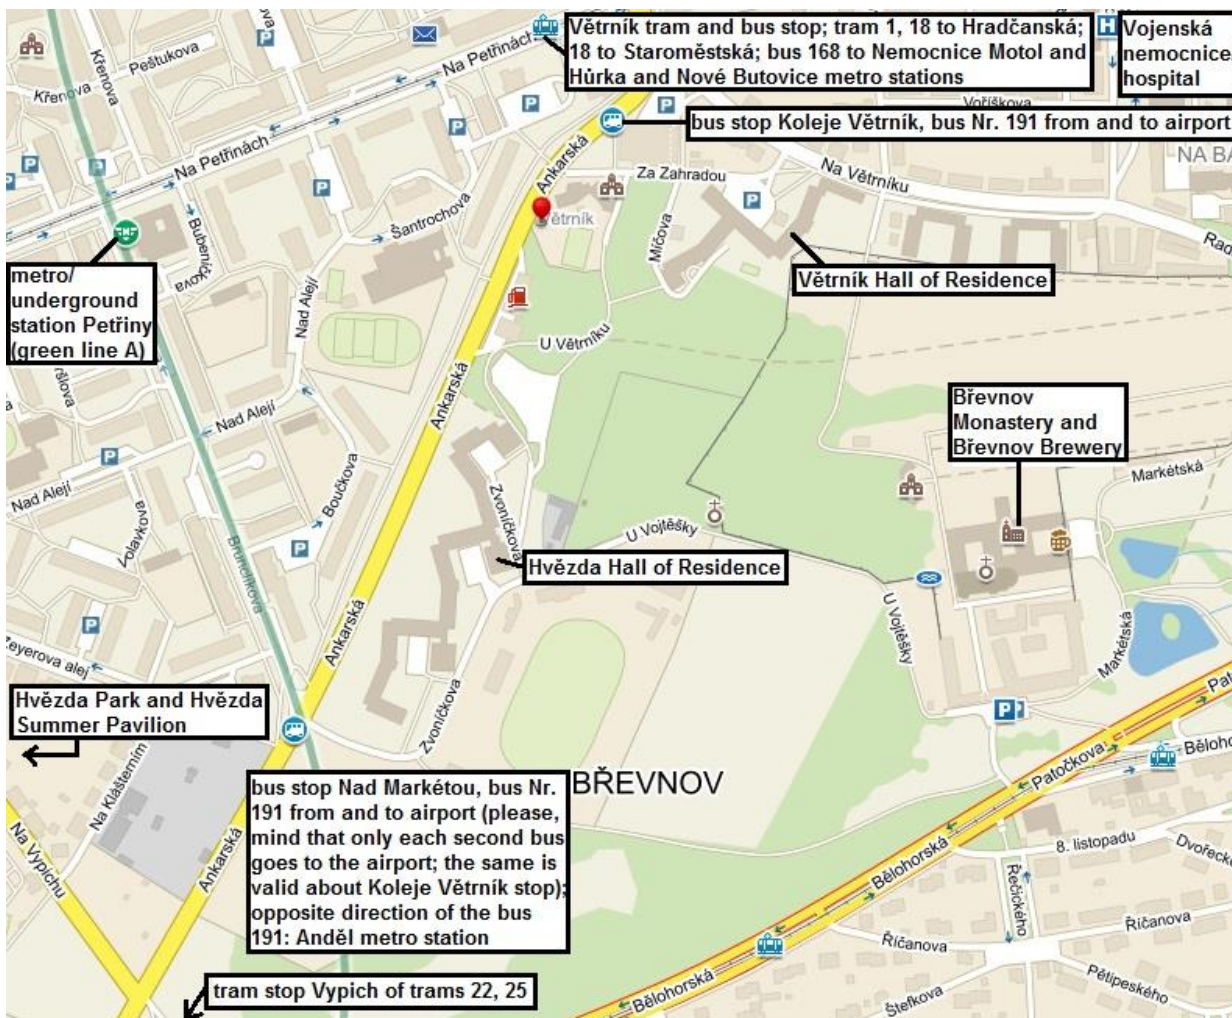 Větrník tram and bus stop; tram 1, 18 to Hradčanská;
18 to Staroměstská; bus 168 to Nemocnice Motol and
Hůrka and Nové Butovice metro stations
Vojenská
nemocnice/
hospital
Křenova
Peštukova
Křenova
Na Petřinách
Voříškova
bus stop Koleje Větrník, bus Nr. 191 from and to airport
Na Petřinách
Ankarská
Za Zahradou
Na Větrníku
NA BA
Šantrochova
Větrník
Míčova
Bubeníčkova
Rad
metro/
underground
station Petřiny
(green line A)
Větrník Hall of Residence
Nad Alejí
U Větrníku
Ankarská
Nad Alejí
Břevnov
Monastery and
Břevnov Brewery
Markétská
Boučkova
Nad Alejí
Volavkova
Zvoníčkova
U Vojtěšky
Brunclíkova
Hvězda Hall of Residence
U Vojtěšky
Markétská
Ankarská
Zeyerova alej
Hvězda Park and Hvězda
Summer Pavilion
Zvoníčkova
Pat
Patočkova
Běloho
Na Klášterním
BŘEVNOV
bus stop Nad Markétou, bus Nr.
191 from and to airport (please,
mind that only each second bus
goes to the airport; the same is
valid about Koleje Větrník stop);
opposite direction of the bus
191: Anděl metro station
Na Vypichu
Ankarská
Bělohorská
8. listopadu
Dvořeck
Řečického
Říčanova
Říčanova
Pětipeského
tram stop Vypich of trams 22, 25
Bělohorská
Štefkova